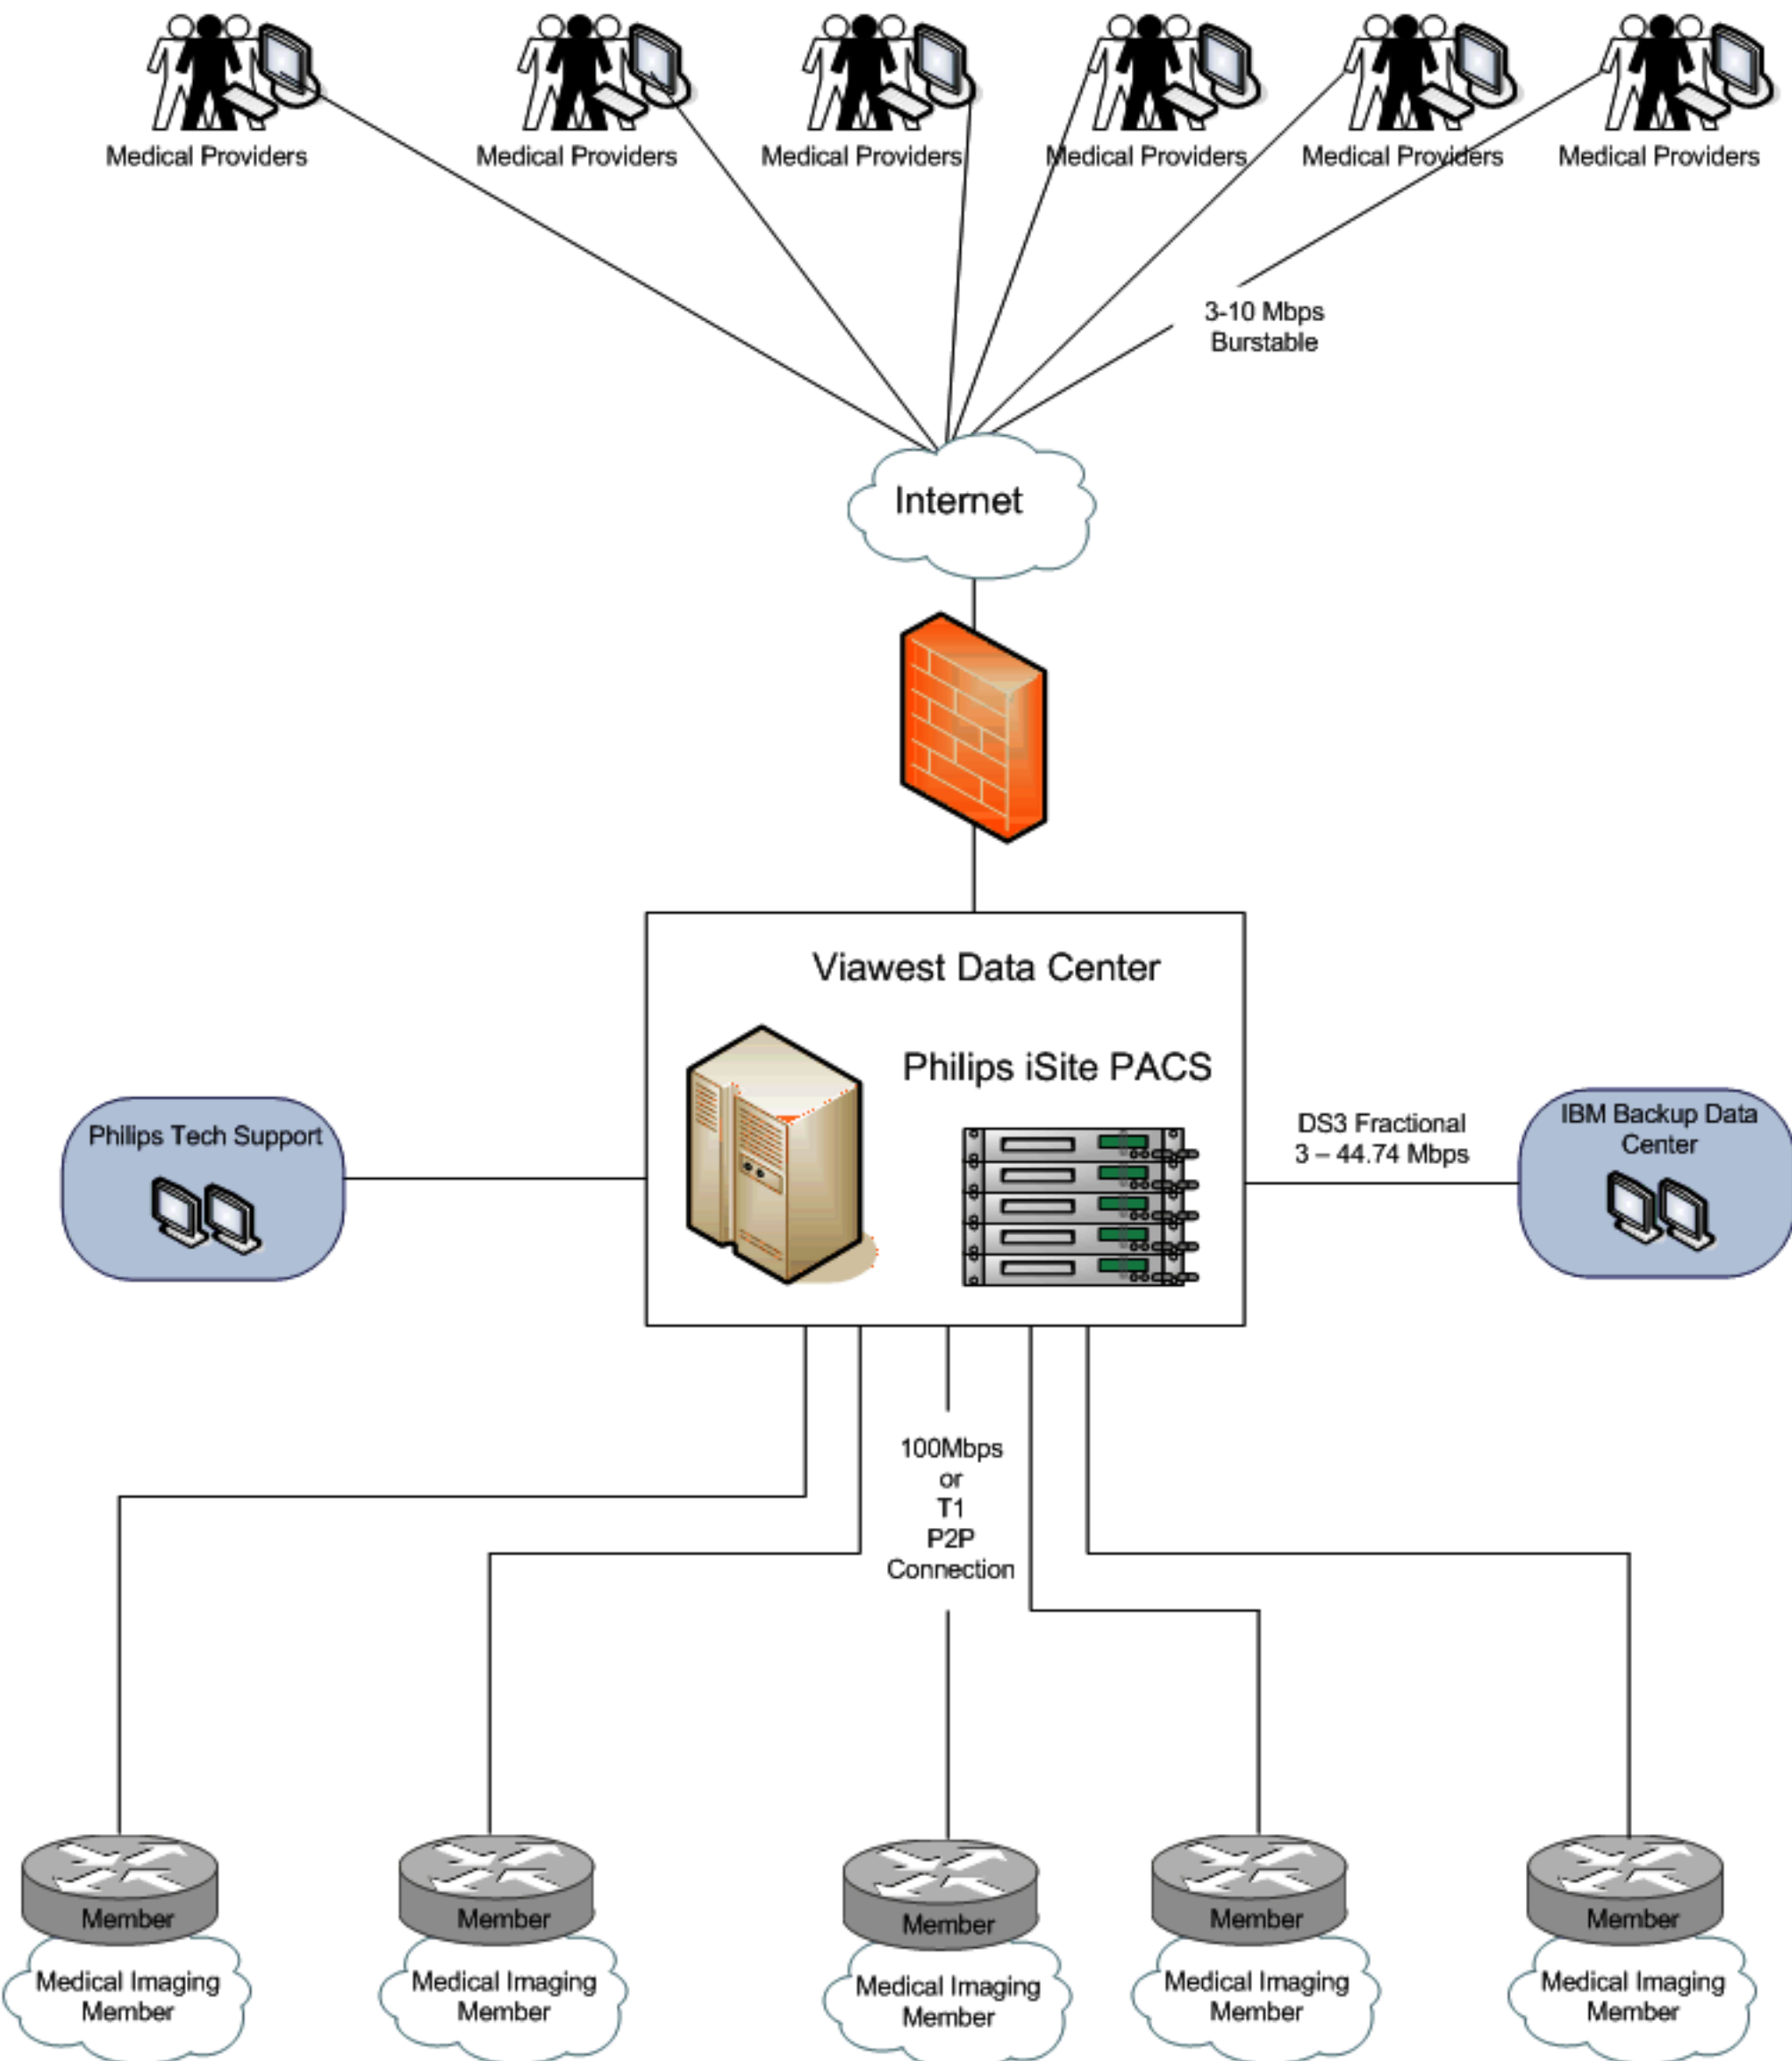 Medical Providers
Medical Providers
Medical Providers
Medical Providers
Medical Providers
Medical Providers
3-10 Mbps
Burstable
Internet
Viawest Data Center
Philips iSite PACS
Philips Tech Support
DS3 Fractional
3 – 44.74 Mbps
IBM Backup Data
Center
100Mbps
or
T1
P2P
Connection
Member
Member
Member
Member
Member
Medical Imaging
Member
Medical Imaging
Member
Medical Imaging
Member
Medical Imaging
Member
Medical Imaging
Member